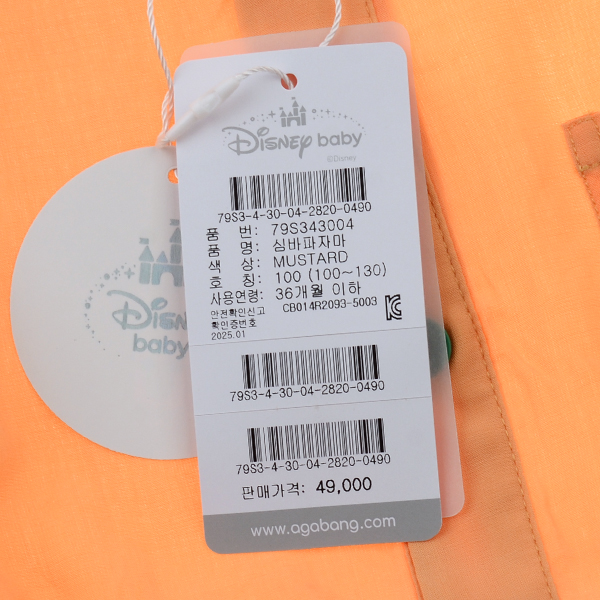 Disney baby
©Disney
79S3-4-30-04-2820-0490
품 번: 79S343004
품 명: 심바파자마
색 상: MUSTARD
호 칭: 100 (100~130)
사용연령: 36개월 이하
안전확인신고
확인증번호
CB014R2093-5003
2025.01
79S3-4-30-04-2820-0490
79S3-4-30-04-2820-0490
판매가격: 49,000
www.agabang.com
Disney
baby